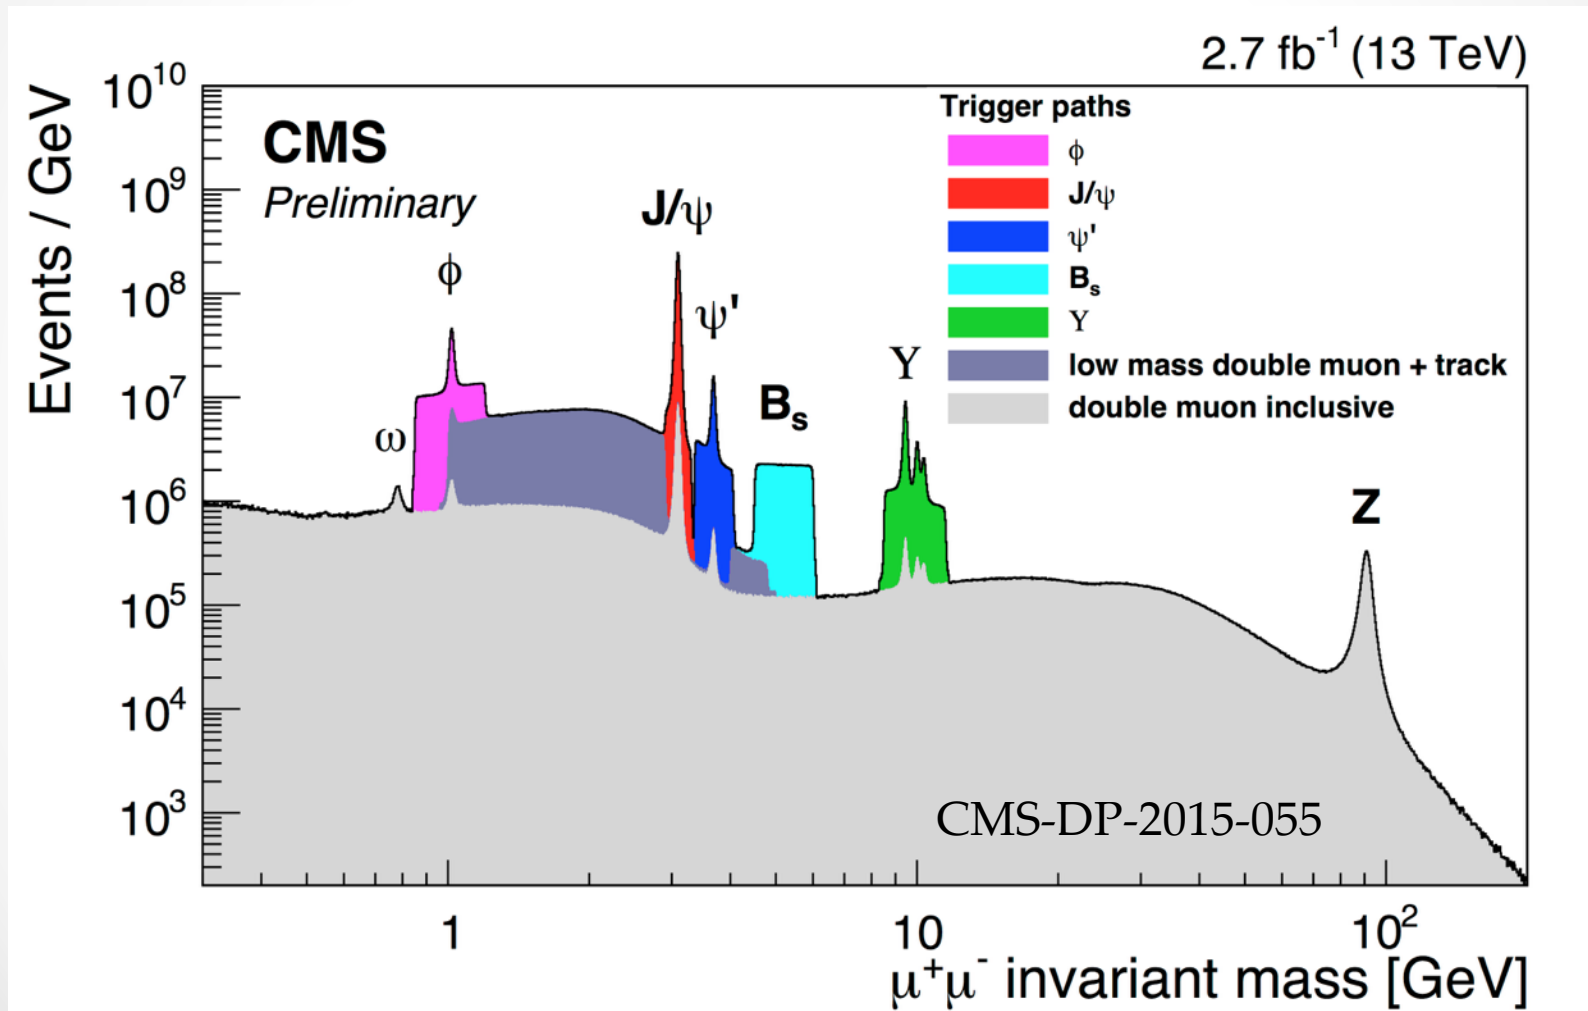 2.7 fb⁻¹ (13 TeV)
Events / GeV
10¹⁰
10⁹
10⁸
10⁷
10⁶
10⁵
10⁴
10³
CMS
Preliminary
ω
ϕ
J/ψ
ψ'
Bₛ
Υ
Z
Trigger paths
ϕ
J/ψ
ψ'
Bₛ
Υ
low mass double muon + track
double muon inclusive
CMS-DP-2015-055
1
10
10²
μ⁺μ⁻ invariant mass [GeV]